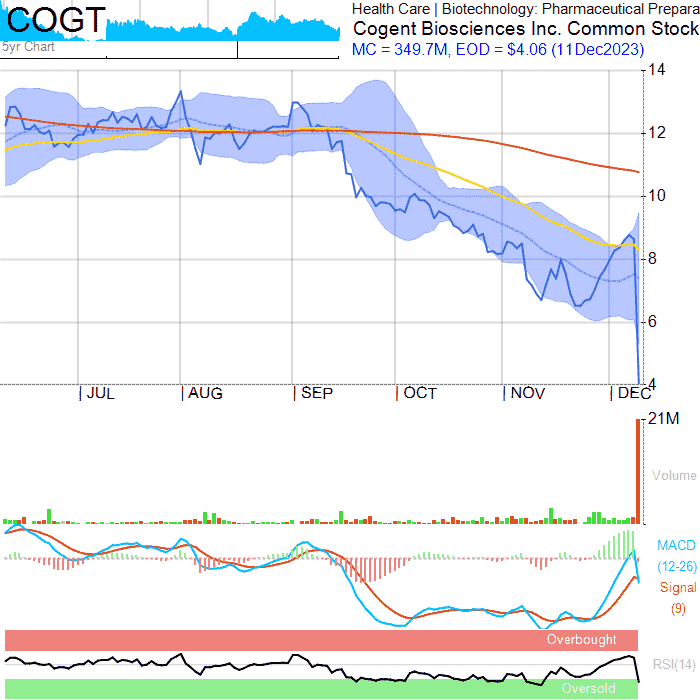 COGT
5yr Chart
Health Care | Biotechnology: Pharmaceutical Prepara
Cogent Biosciences Inc. Common Stock
MC = 349.7M, EOD = $4.06 (11Dec2023)
14
12
10
8
6
4
JUL AUG SEP OCT NOV DEC
21M
Volume
MACD
(12-26)
Signal
(9)
Overbought
RSI(14)
Oversold